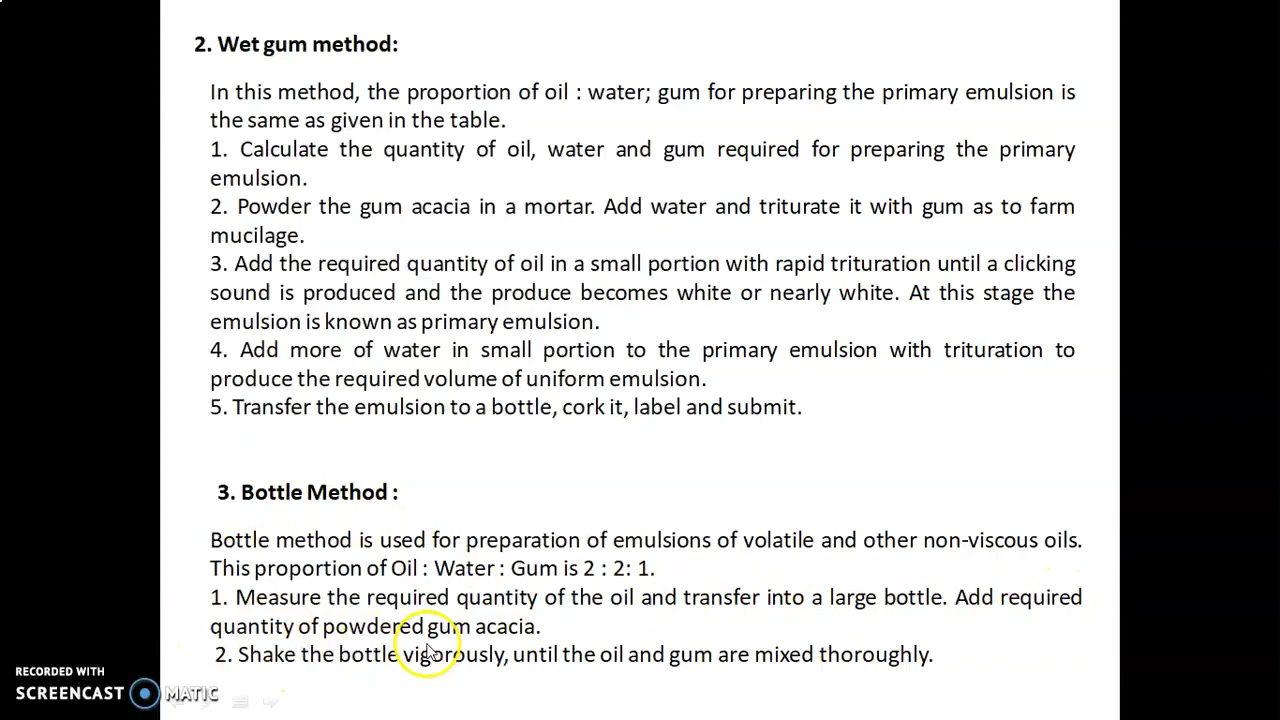 2. Wet gum method:
In this method, the proportion of oil : water; gum for preparing the primary emulsion is
the same as given in the table.
1. Calculate the quantity of oil, water and gum required for preparing the primary
emulsion.
2. Powder the gum acacia in a mortar. Add water and triturate it with gum as to farm
mucilage.
3. Add the required quantity of oil in a small portion with rapid trituration until a clicking
sound is produced and the produce becomes white or nearly white. At this stage the
emulsion is known as primary emulsion.
4. Add more of water in small portion to the primary emulsion with trituration to
produce the required volume of uniform emulsion.
5. Transfer the emulsion to a bottle, cork it, label and submit.
3. Bottle Method :
Bottle method is used for preparation of emulsions of volatile and other non-viscous oils.
This proportion of Oil : Water : Gum is 2 : 2: 1.
1. Measure the required quantity of the oil and transfer into a large bottle. Add required
quantity of powdered gum acacia.
2. Shake the bottle vigorously, until the oil and gum are mixed thoroughly.
RECORDED WITH
SCREENCAST MATIC